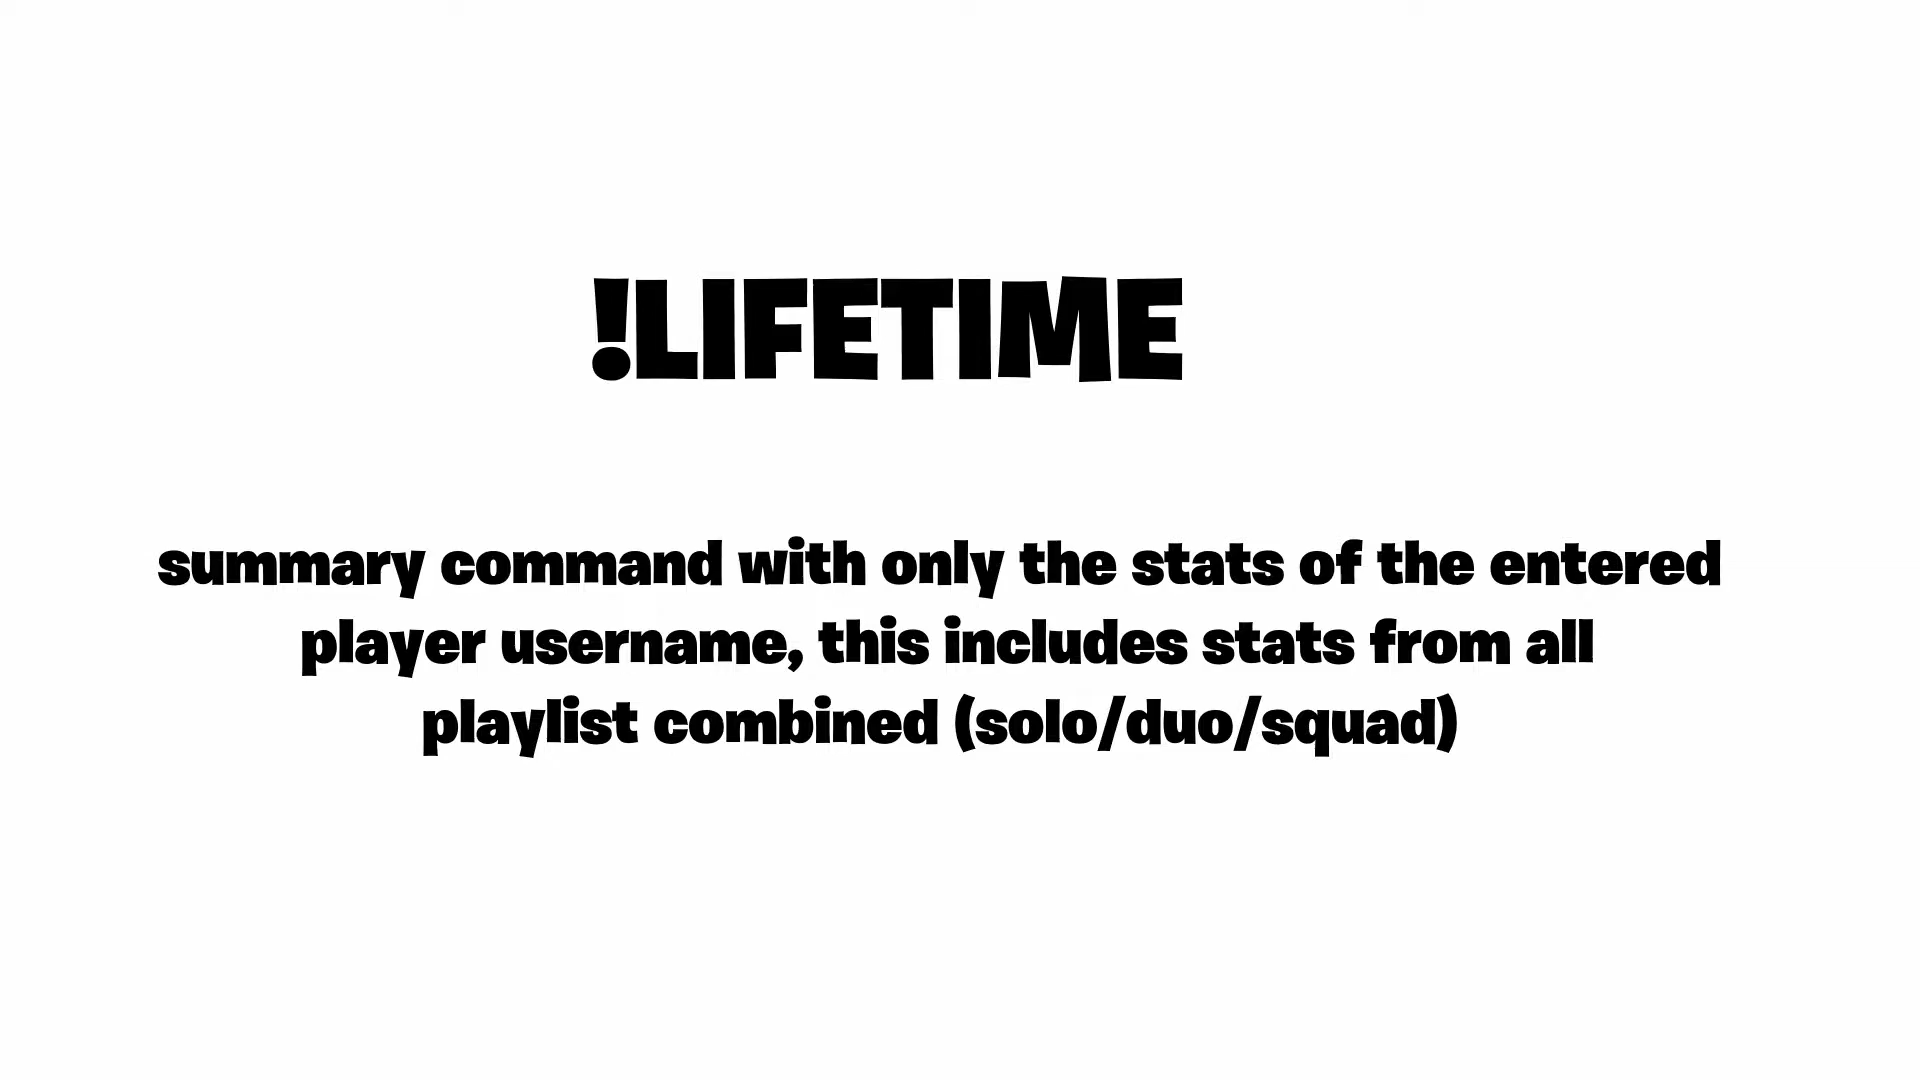 !LIFETIME
summary command with only the stats of the entered
player username, this includes stats from all
playlist combined (solo/duo/squad)